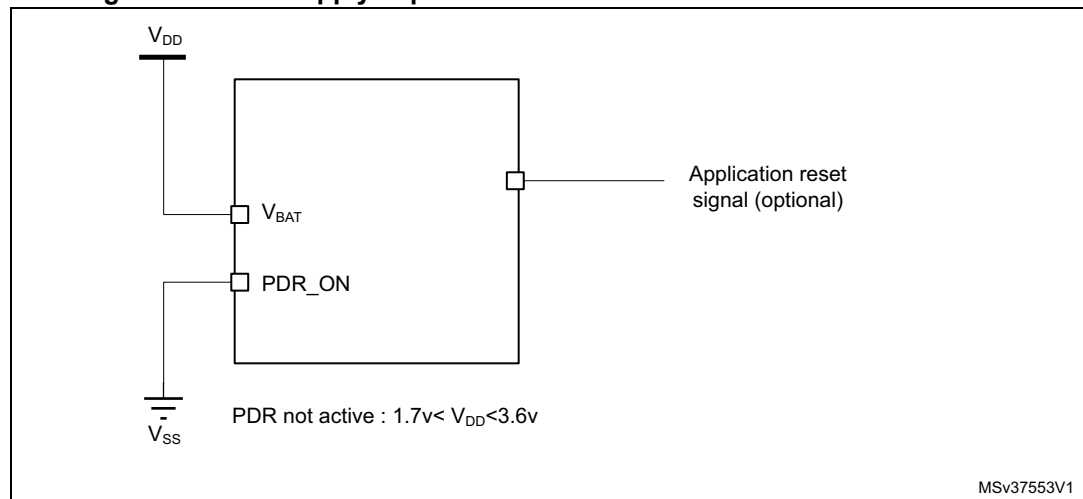 V_DD
Application reset
signal (optional)
V_BAT
PDR_ON
PDR not active : 1.7v< V_DD<3.6v
V_SS
MSv37553V1